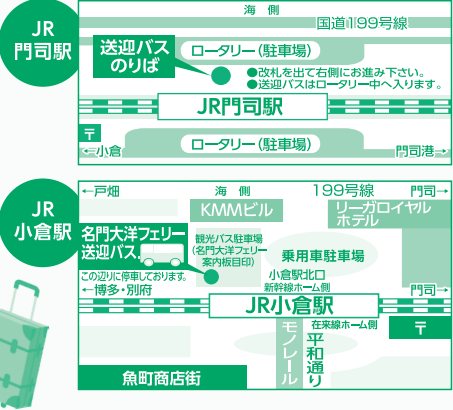 JR
門司駅
海 側
国道199号線
送迎バス
のりば
ロータリー（駐車場）
●改札を出て右側にお進み下さい。
●送迎バスはロータリー中へ入ります。
JR門司駅
〒
←小倉
ロータリー（駐車場）
門司港→
JR
小倉駅
←戸畑
海 側
199号線
門司→
KMMビル
リーガロイヤル
ホテル
名門大洋フェリー
送迎バス
観光バス駐車場
（名門大洋フェリー
案内板目印）
乗用車駐車場
この辺りに停車しております。
小倉駅北口
←博多・別府
新幹線ホーム側
門司→
JR小倉駅
在来線ホーム側
〒
モノレール
平和通り
魚町商店街